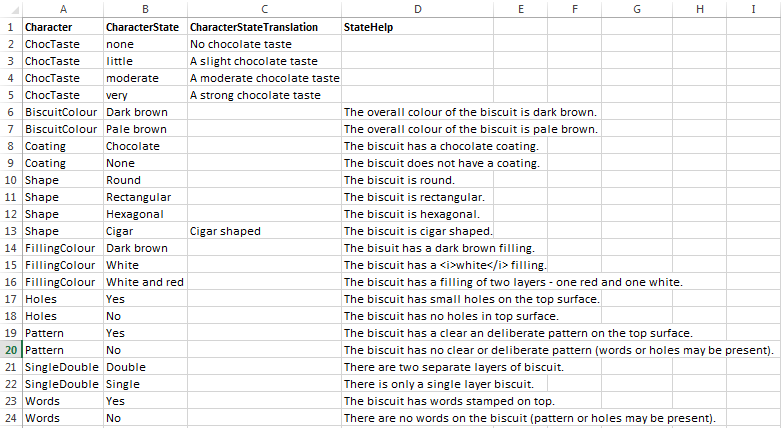 A B C D E F G H I
1 Character CharacterState CharacterStateTranslation StateHelp
2 ChocTaste none No chocolate taste
3 ChocTaste little A slight chocolate taste
4 ChocTaste moderate A moderate chocolate taste
5 ChocTaste very A strong chocolate taste
6 BiscuitColour Dark brown The overall colour of the biscuit is dark brown.
7 BiscuitColour Pale brown The overall colour of the biscuit is pale brown.
8 Coating Chocolate The biscuit has a chocolate coating.
9 Coating None The biscuit does not have a coating.
10 Shape Round The biscuit is round.
11 Shape Rectangular The biscuit is rectangular.
12 Shape Hexagonal The biscuit is hexagonal.
13 Shape Cigar Cigar shaped The biscuit is cigar shaped.
14 FillingColour Dark brown The bisuit has a dark brown filling.
15 FillingColour White The biscuit has a <i>white</i> filling.
16 FillingColour White and red The biscuit has a filling of two layers - one red and one white.
17 Holes Yes The biscuit has small holes on the top surface.
18 Holes No The biscuit has no holes in top surface.
19 Pattern Yes The biscuit has a clear an deliberate pattern on the top surface.
20 Pattern No The biscuit has no clear or deliberate pattern (words or holes may be present).
21 SingleDouble Double There are two separate layers of biscuit.
22 SingleDouble Single There is only a single layer biscuit.
23 Words Yes The biscuit has words stamped on top.
24 Words No There are no words on the biscuit (pattern or holes may be present).